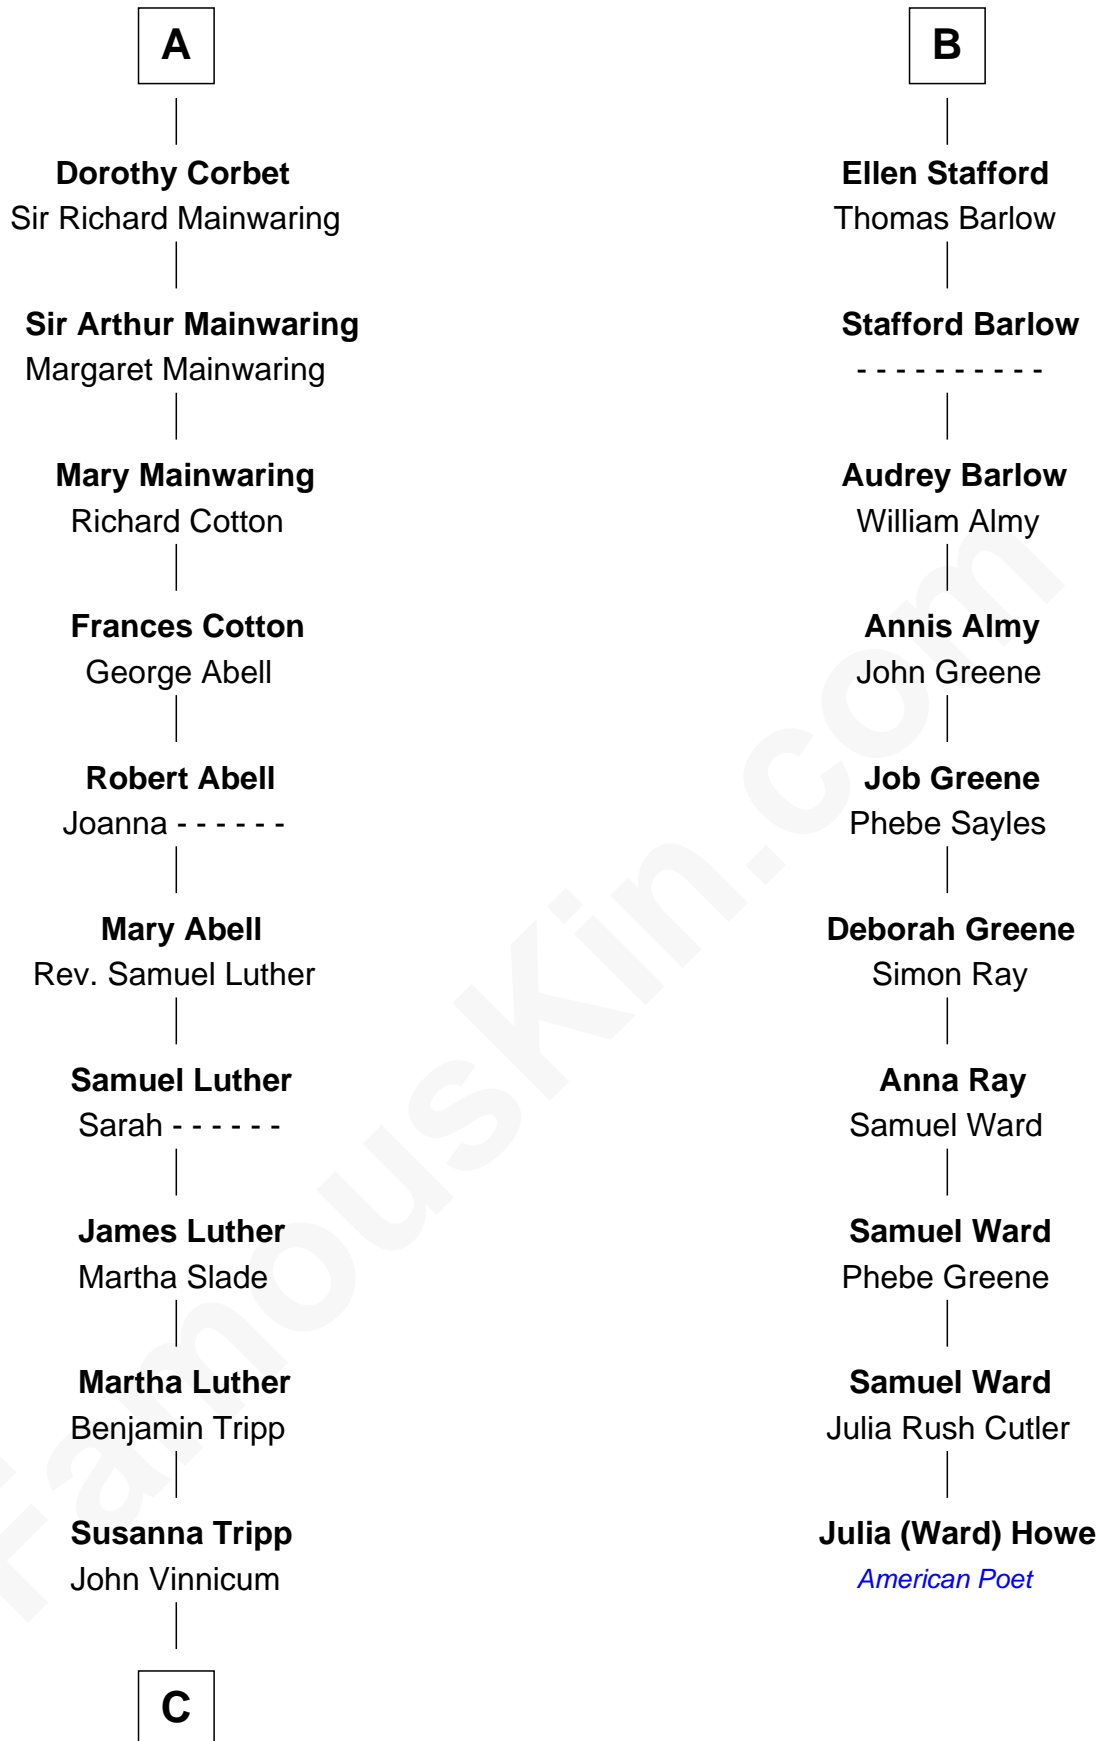 A
Dorothy Corbet
Sir Richard Mainwaring
Sir Arthur Mainwaring
Margaret Mainwaring
Mary Mainwaring
Richard Cotton
Frances Cotton
George Abell
Robert Abell
Joanna - - - - - -
Mary Abell
Rev. Samuel Luther
Samuel Luther
Sarah - - - - - -
James Luther
Martha Slade
Martha Luther
Benjamin Tripp
Susanna Tripp
John Vinnicum
C
B
Ellen Stafford
Thomas Barlow
Stafford Barlow
- - - - - - - - - -
Audrey Barlow
William Almy
Annis Almy
John Greene
Job Greene
Phebe Sayles
Deborah Greene
Simon Ray
Anna Ray
Samuel Ward
Samuel Ward
Phebe Greene
Samuel Ward
Julia Rush Cutler
Julia (Ward) Howe
American Poet
FamousKin.com